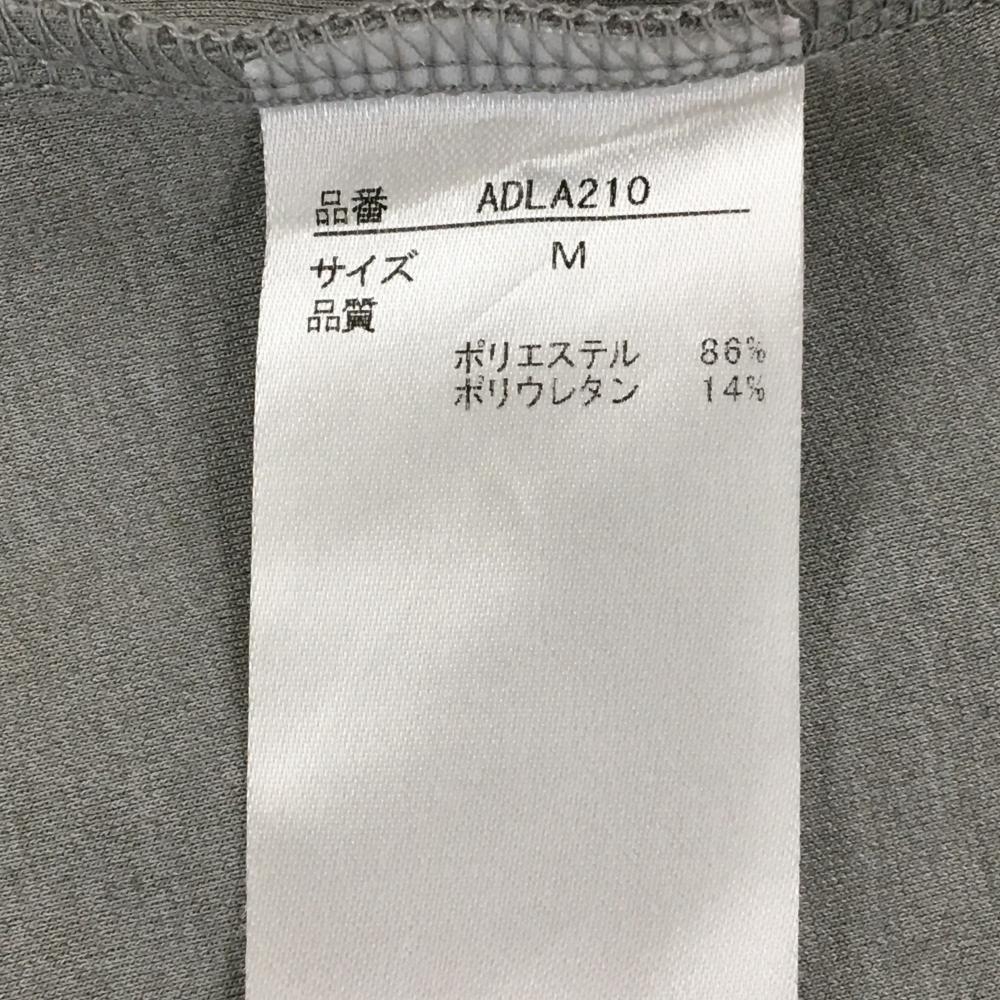 品番 ADLA210
サイズ M
品質
ポリエステル 86%
ポリウレタン 14%